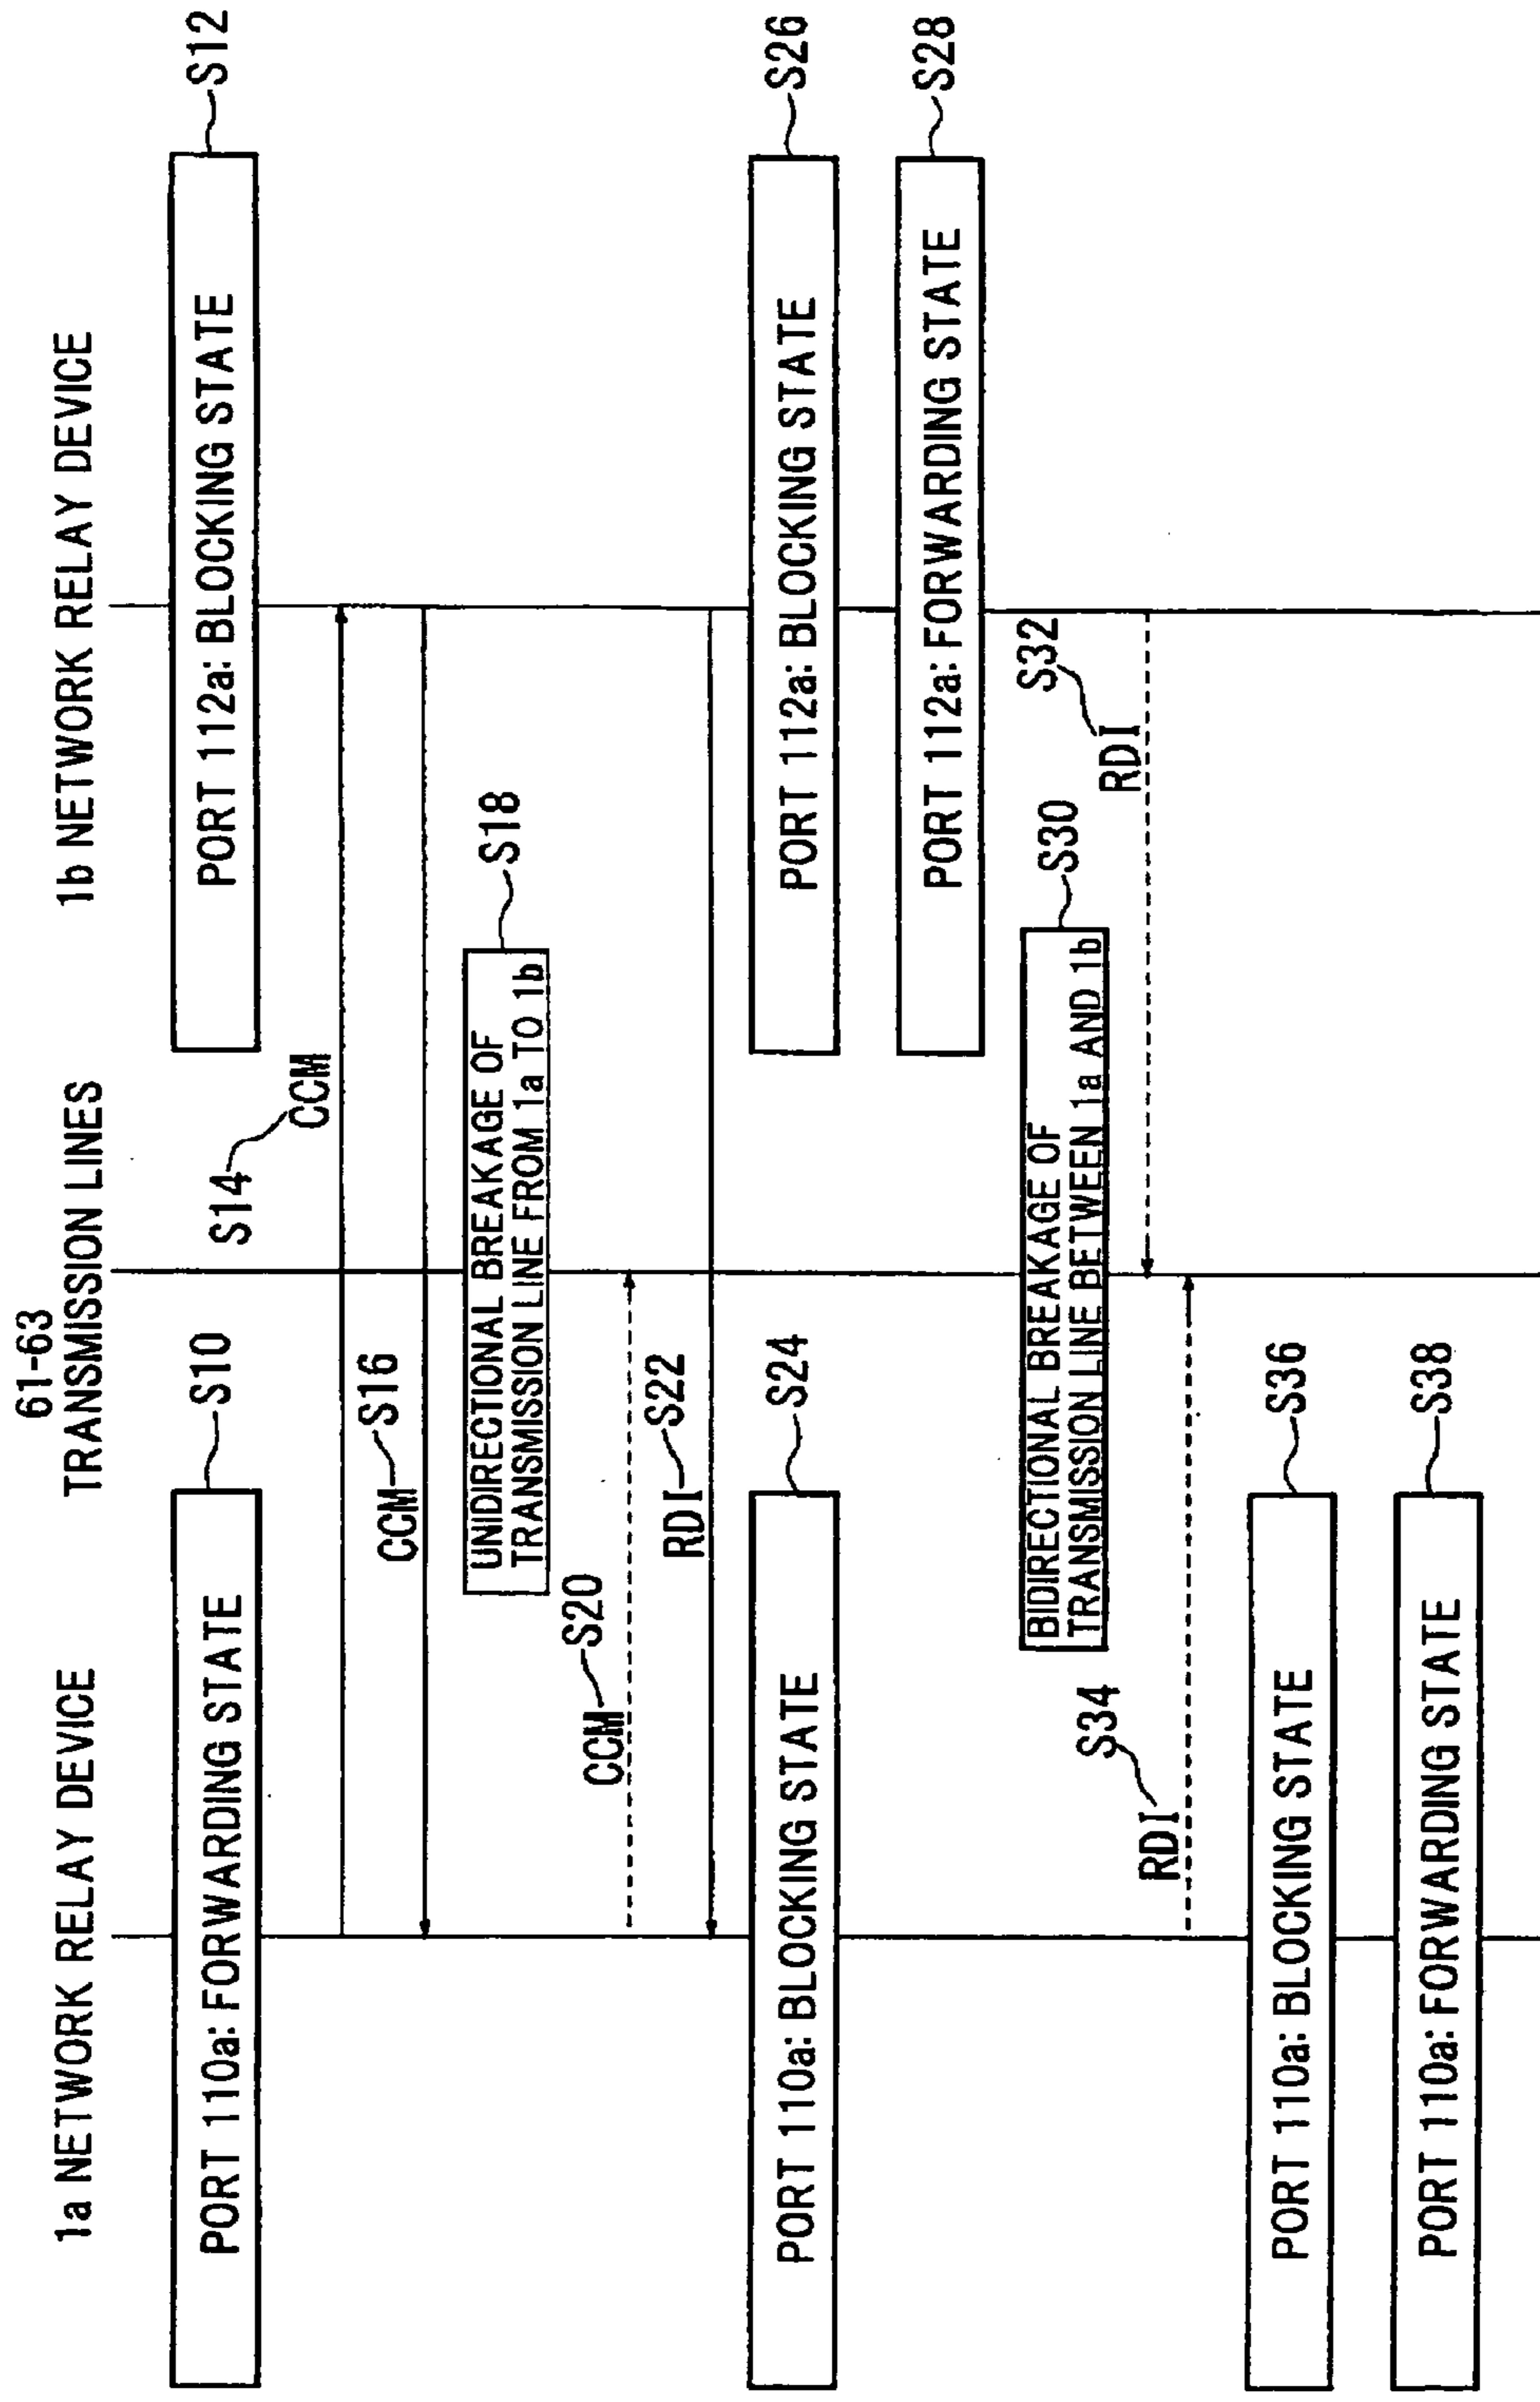 61-63
1a NETWORK RELAY DEVICE
TRANSMISSION LINES
1b NETWORK RELAY DEVICE
PORT 110a: FORWARDING STATE
S10
PORT 112a: BLOCKING STATE
S12
S14
CCM
CCM
S16
UNIDIRECTIONAL BREAKAGE OF
TRANSMISSION LINE FROM 1a TO 1b
S18
CCM
S20
RDI
S22
PORT 110a: BLOCKING STATE
S24
PORT 112a: BLOCKING STATE
S26
PORT 112a: FORWARDING STATE
S28
BIDIRECTIONAL BREAKAGE OF
TRANSMISSION LINE BETWEEN 1a AND 1b
S30
S32
RDI
S34
RDI
PORT 110a: BLOCKING STATE
S36
PORT 110a: FORWARDING STATE
S38